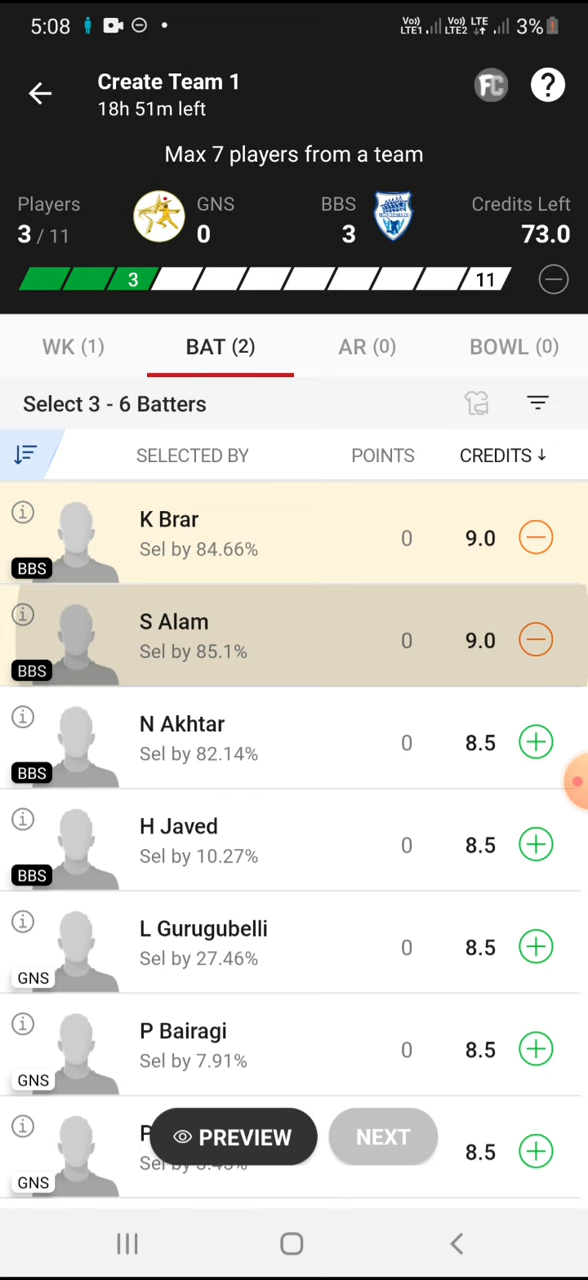 5:08 Vo)) LTE1 Vo)) LTE LTE2 3%
Create Team 1
18h 51m left
FC ?
Max 7 players from a team
Players GNS BBS Credits Left
3 / 11 0 3 73.0
3 11
WK (1) BAT (2) AR (0) BOWL (0)
Select 3 - 6 Batters
SELECTED BY POINTS CREDITS ↓
K Brar
Sel by 84.66% 0 9.0
BBS
S Alam
Sel by 85.1% 0 9.0
BBS
N Akhtar
Sel by 82.14% 0 8.5
BBS
H Javed
Sel by 10.27% 0 8.5
BBS
L Gurugubelli
Sel by 27.46% 0 8.5
GNS
P Bairagi
Sel by 7.91% 0 8.5
GNS
PREVIEW NEXT
8.5
GNS